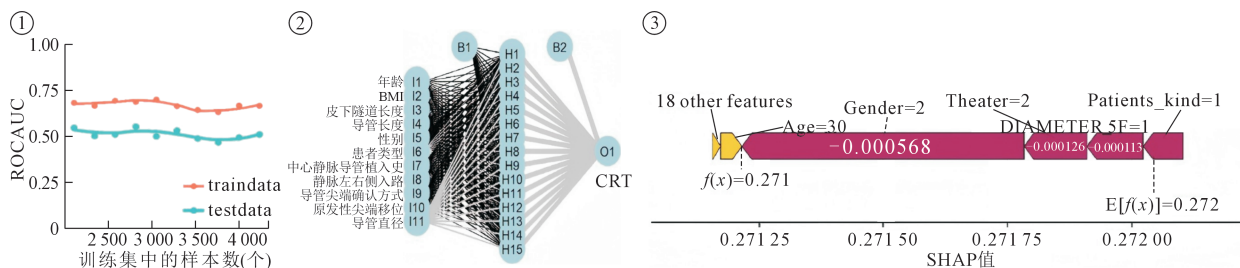 ①
1.00
0.75
0.50
0.25
0
ROCAUC
traindata
testdata
2 500 3 000 3 500 4 000
训练集中的样本数(个)
②
年龄
BMI
皮下隧道长度
导管长度
性别
患者类型
中心静脉导管植入史
静脉左右侧入路
导管尖端确认方式
原发性尖端移位
导管直径
I1
I2
I3
I4
I5
I6
I7
I8
I9
I10
I11
B1
H1
H2
H3
H4
H5
H6
H7
H8
H9
H10
H11
H12
H13
H14
H15
B2
O1
CRT
③
18 other features
Age=30
Gender=2
Theater=2
DIAMETER_5F=1
Patients_kind=1
−0.000568
−0.000126
−0.000113
f(x)=0.271
E[f(x)]=0.272
0.271 25 0.271 50 0.271 75 0.272 00
SHAP值